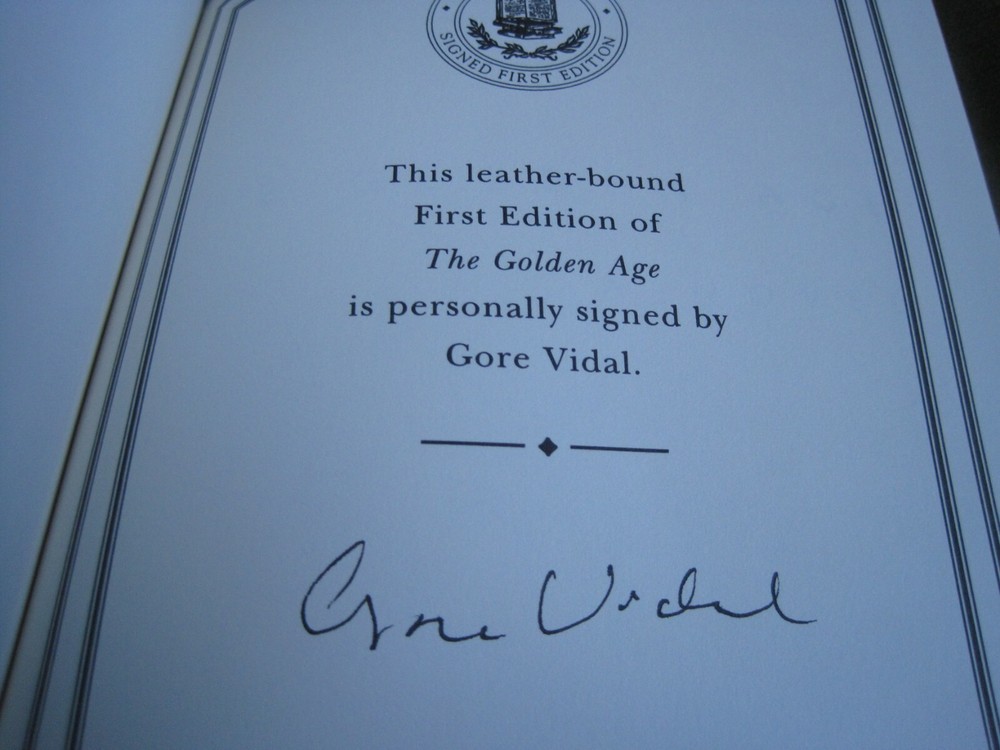 SIGNED FIRST EDITION
This leather-bound
First Edition of
The Golden Age
is personally signed by
Gore Vidal.
Gore Vidal